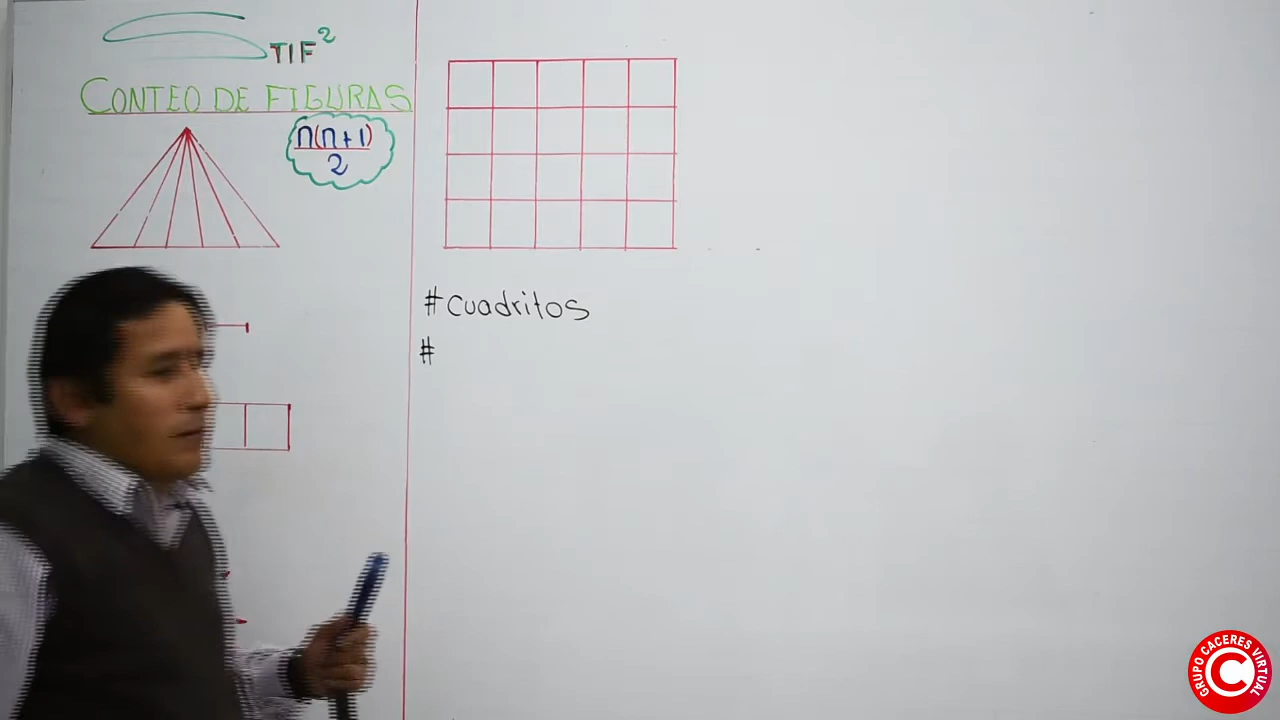 TIF²
CONTEO DE FIGURAS
n(n+1)
2
#cuadritos
#
GRUPO CACERES VIRTUAL
C